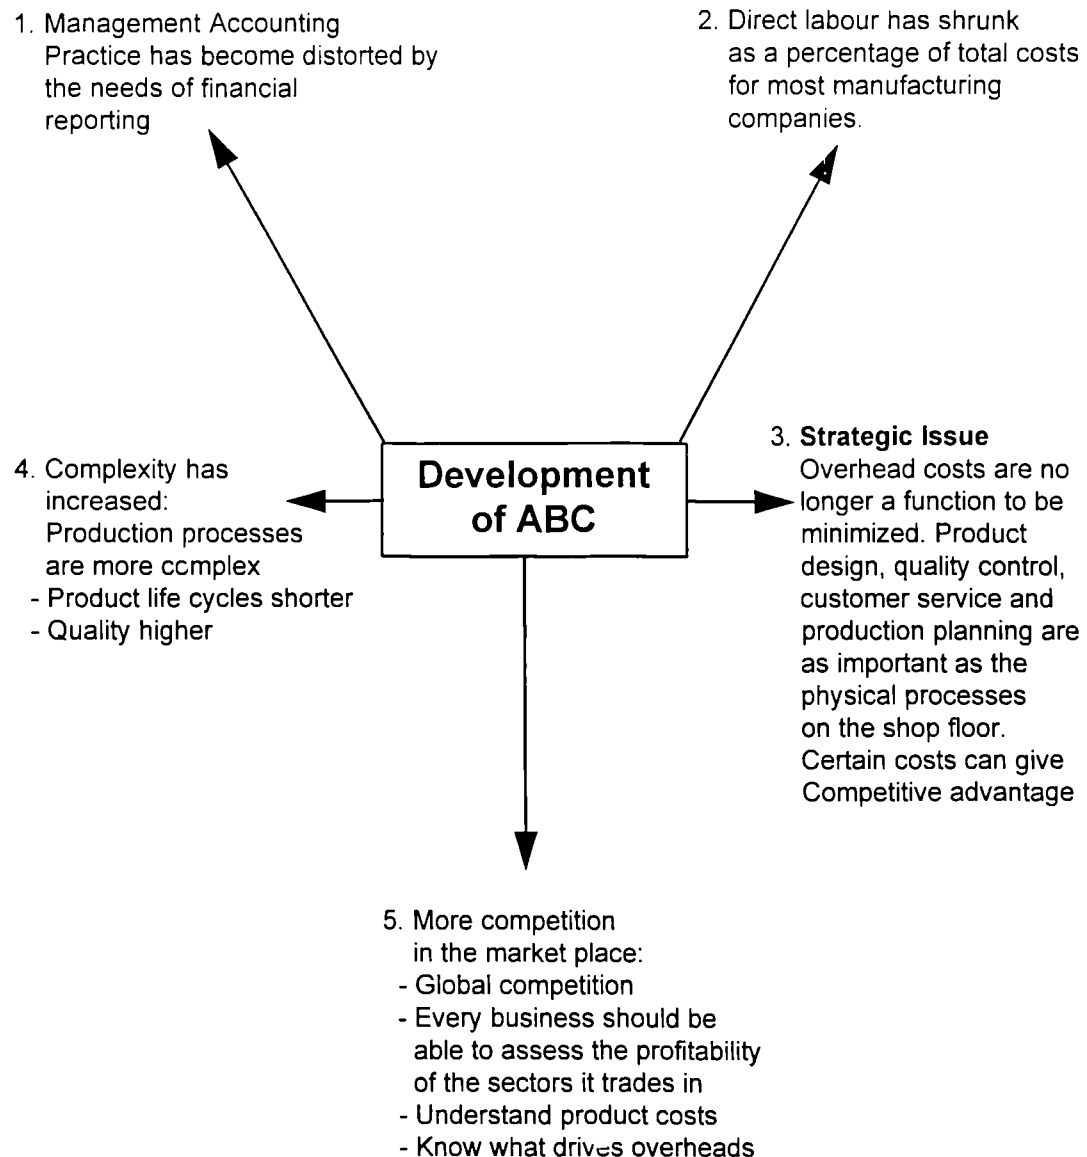 1. Management Accounting
Practice has become distorted by
the needs of financial
reporting
2. Direct labour has shrunk
as a percentage of total costs
for most manufacturing
companies.
Development
of ABC
3. Strategic Issue
Overhead costs are no
longer a function to be
minimized. Product
design, quality control,
customer service and
production planning are
as important as the
physical processes
on the shop floor.
Certain costs can give
Competitive advantage
4. Complexity has
increased:
Production processes
are more complex
- Product life cycles shorter
- Quality higher
5. More competition
in the market place:
- Global competition
- Every business should be
able to assess the profitability
of the sectors it trades in
- Understand product costs
- Know what drives overheads